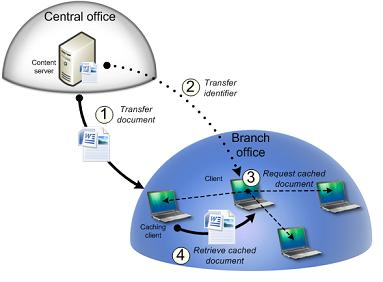 Central office
Content
server
1
Transfer
document
2
Transfer
identifier
Branch
office
Client
3
Request cached
document
Caching
client
4
Retrieve cached
document